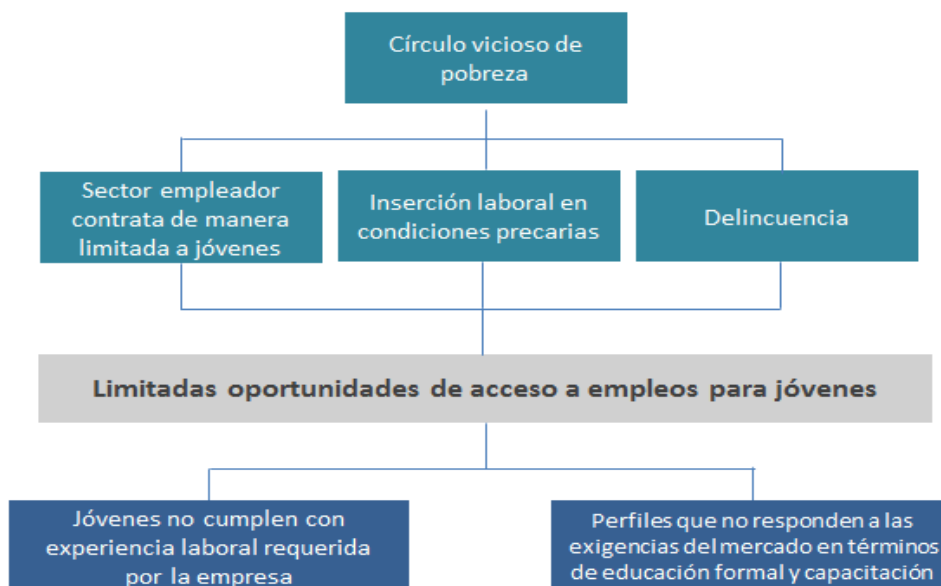 Círculo vicioso de
pobreza
Sector empleador
contrata de manera
limitada a jóvenes
Inserción laboral en
condiciones precarias
Delincuencia
Limitadas oportunidades de acceso a empleos para jóvenes
Jóvenes no cumplen con
experiencia laboral requerida
por la empresa
Perfiles que no responden a las
exigencias del mercado en términos
de educación formal y capacitación